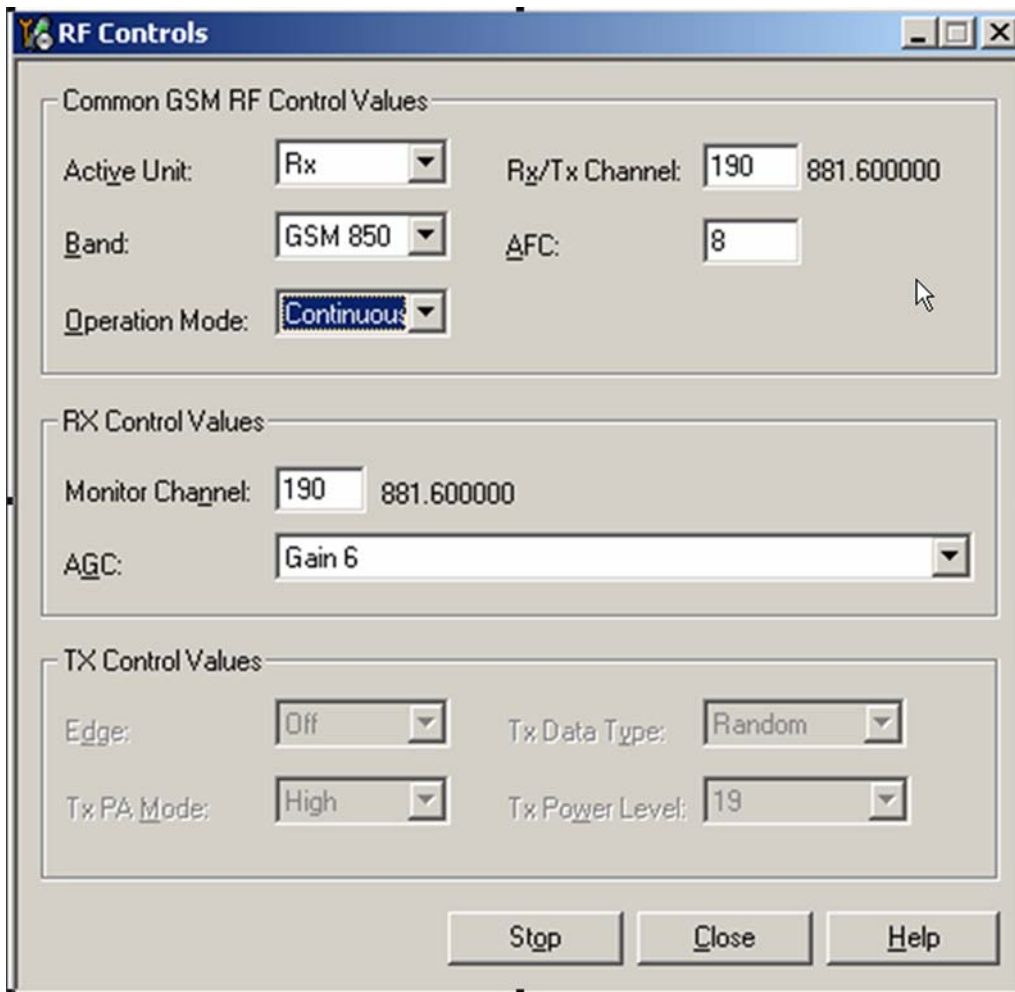 RF Controls
Common GSM RF Control Values
Active Unit: Rx Rx/Tx Channel: 190 881.600000
Band: GSM 850 AFC: 8
Operation Mode: Continuous
RX Control Values
Monitor Channel: 190 881.600000
AGC: Gain 6
TX Control Values
Edge: Off Tx Data Type: Random
Tx PA Mode: High Tx Power Level: 19
Stop Close Help